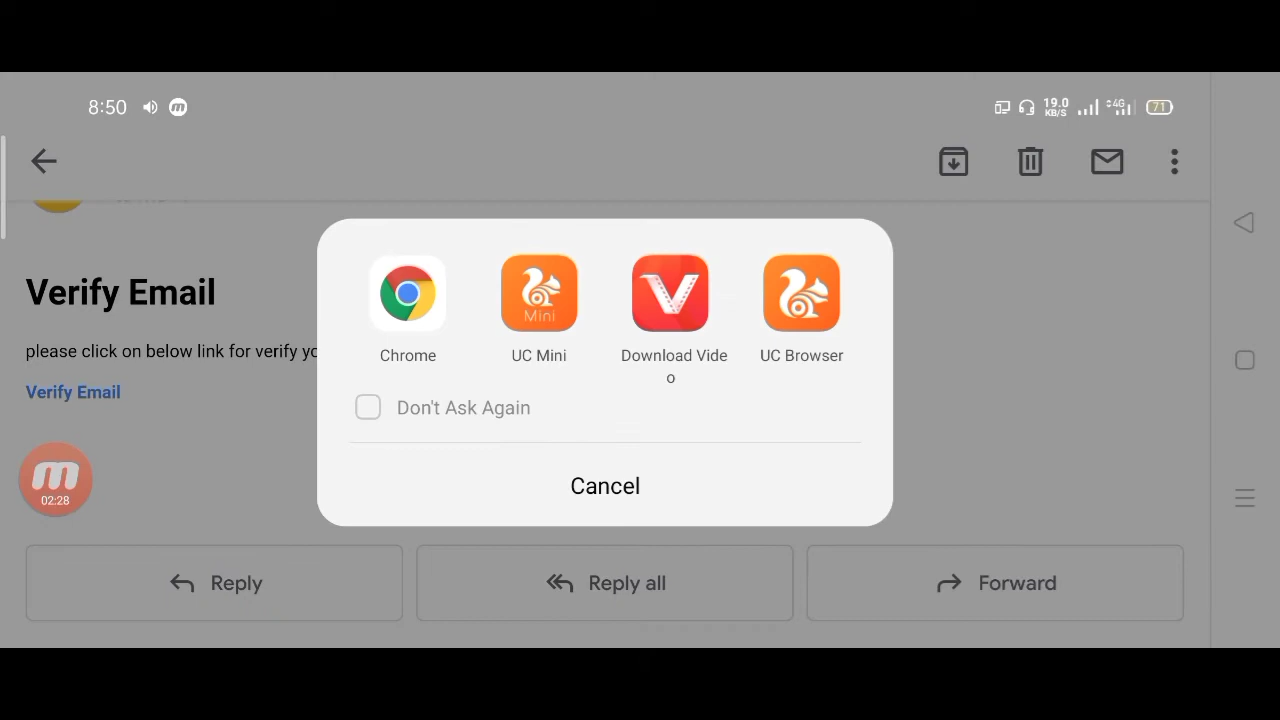 8:50
19.0
KB/S
4G
71
Verify Email
please click on below link for verify yo
Verify Email
Mini
Chrome
UC Mini
Download Vide
o
UC Browser
Don't Ask Again
Cancel
m
02:28
Reply
Reply all
Forward